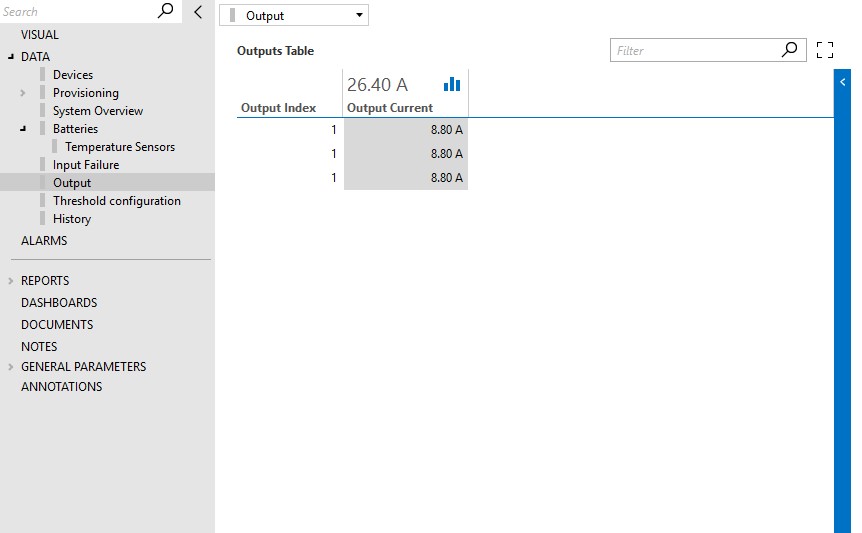 Search
VISUAL
DATA
Devices
Provisioning
System Overview
Batteries
Temperature Sensors
Input Failure
Output
Threshold configuration
History
ALARMS
REPORTS
DASHBOARDS
DOCUMENTS
NOTES
GENERAL PARAMETERS
ANNOTATIONS
Output
Outputs Table
Filter
26.40 A
Output Index Output Current
1 8.80 A
1 8.80 A
1 8.80 A